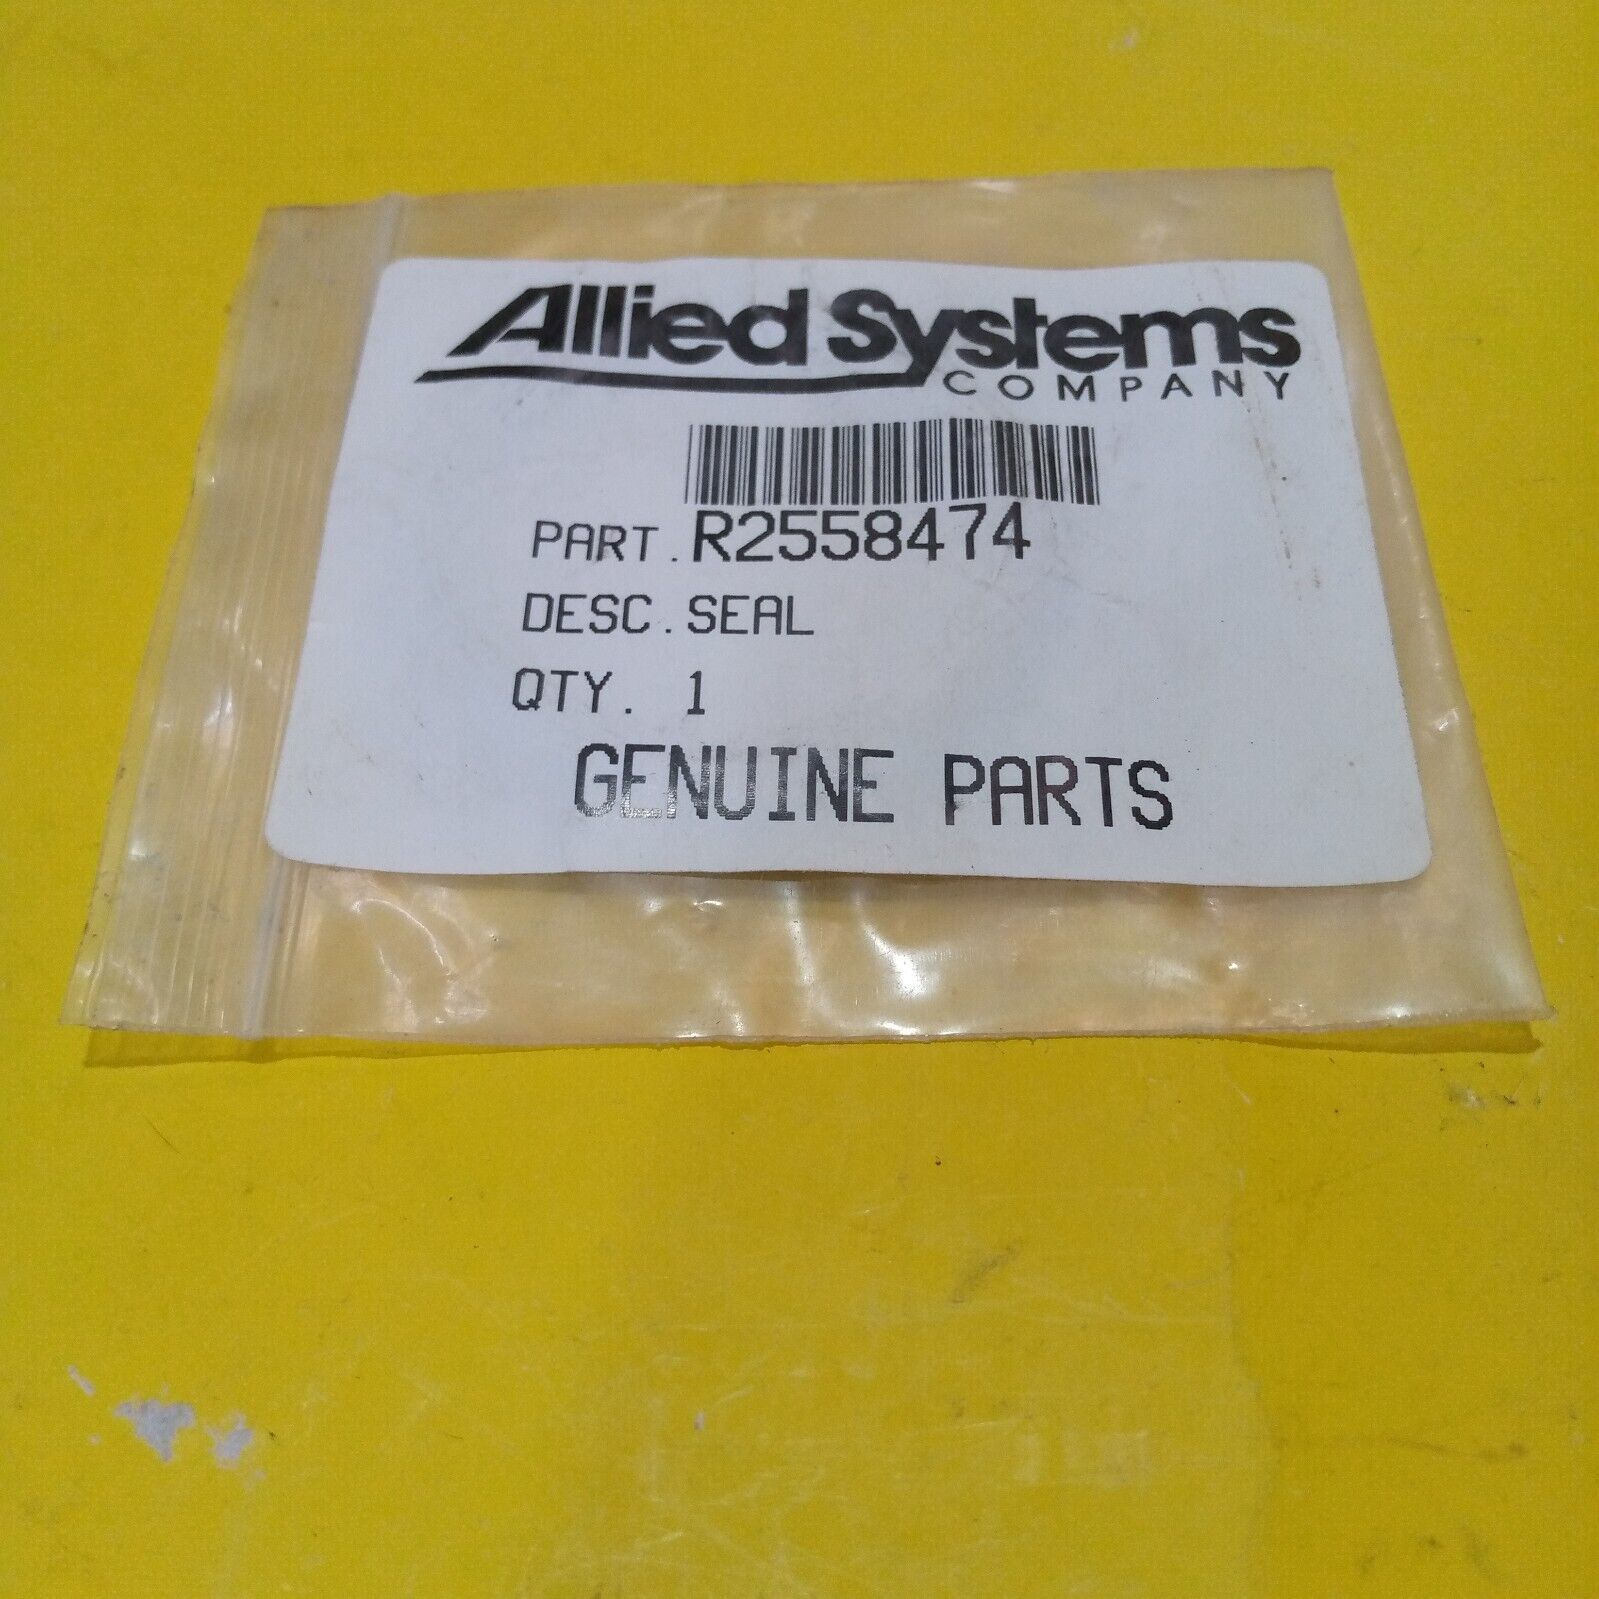 Allied Systems
COMPANY
PART. R2558474
DESC. SEAL
QTY. 1
GENUINE PARTS